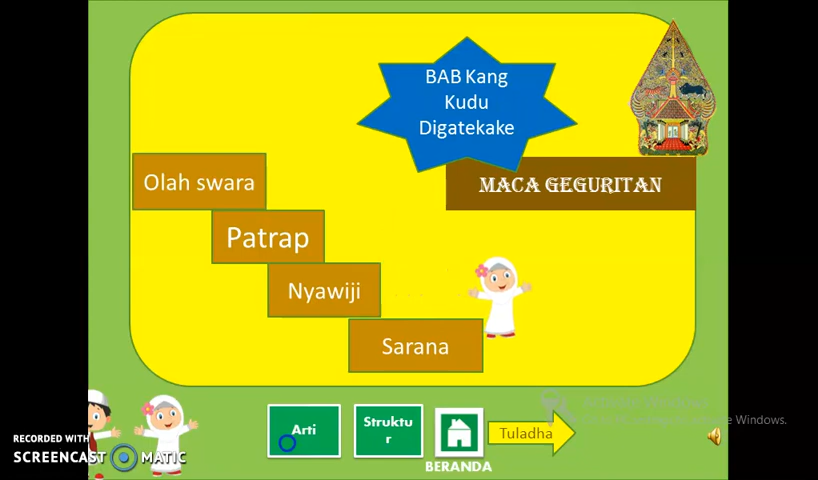 BAB Kang
Kudu
Digatekake
MACA GEGURITAN
Olah swara
Patrap
Nyawiji
Sarana
Arti
Struktu
r
BERANDA
Tuladha
RECORDED WITH
SCREENCAST MATIC
Windows.